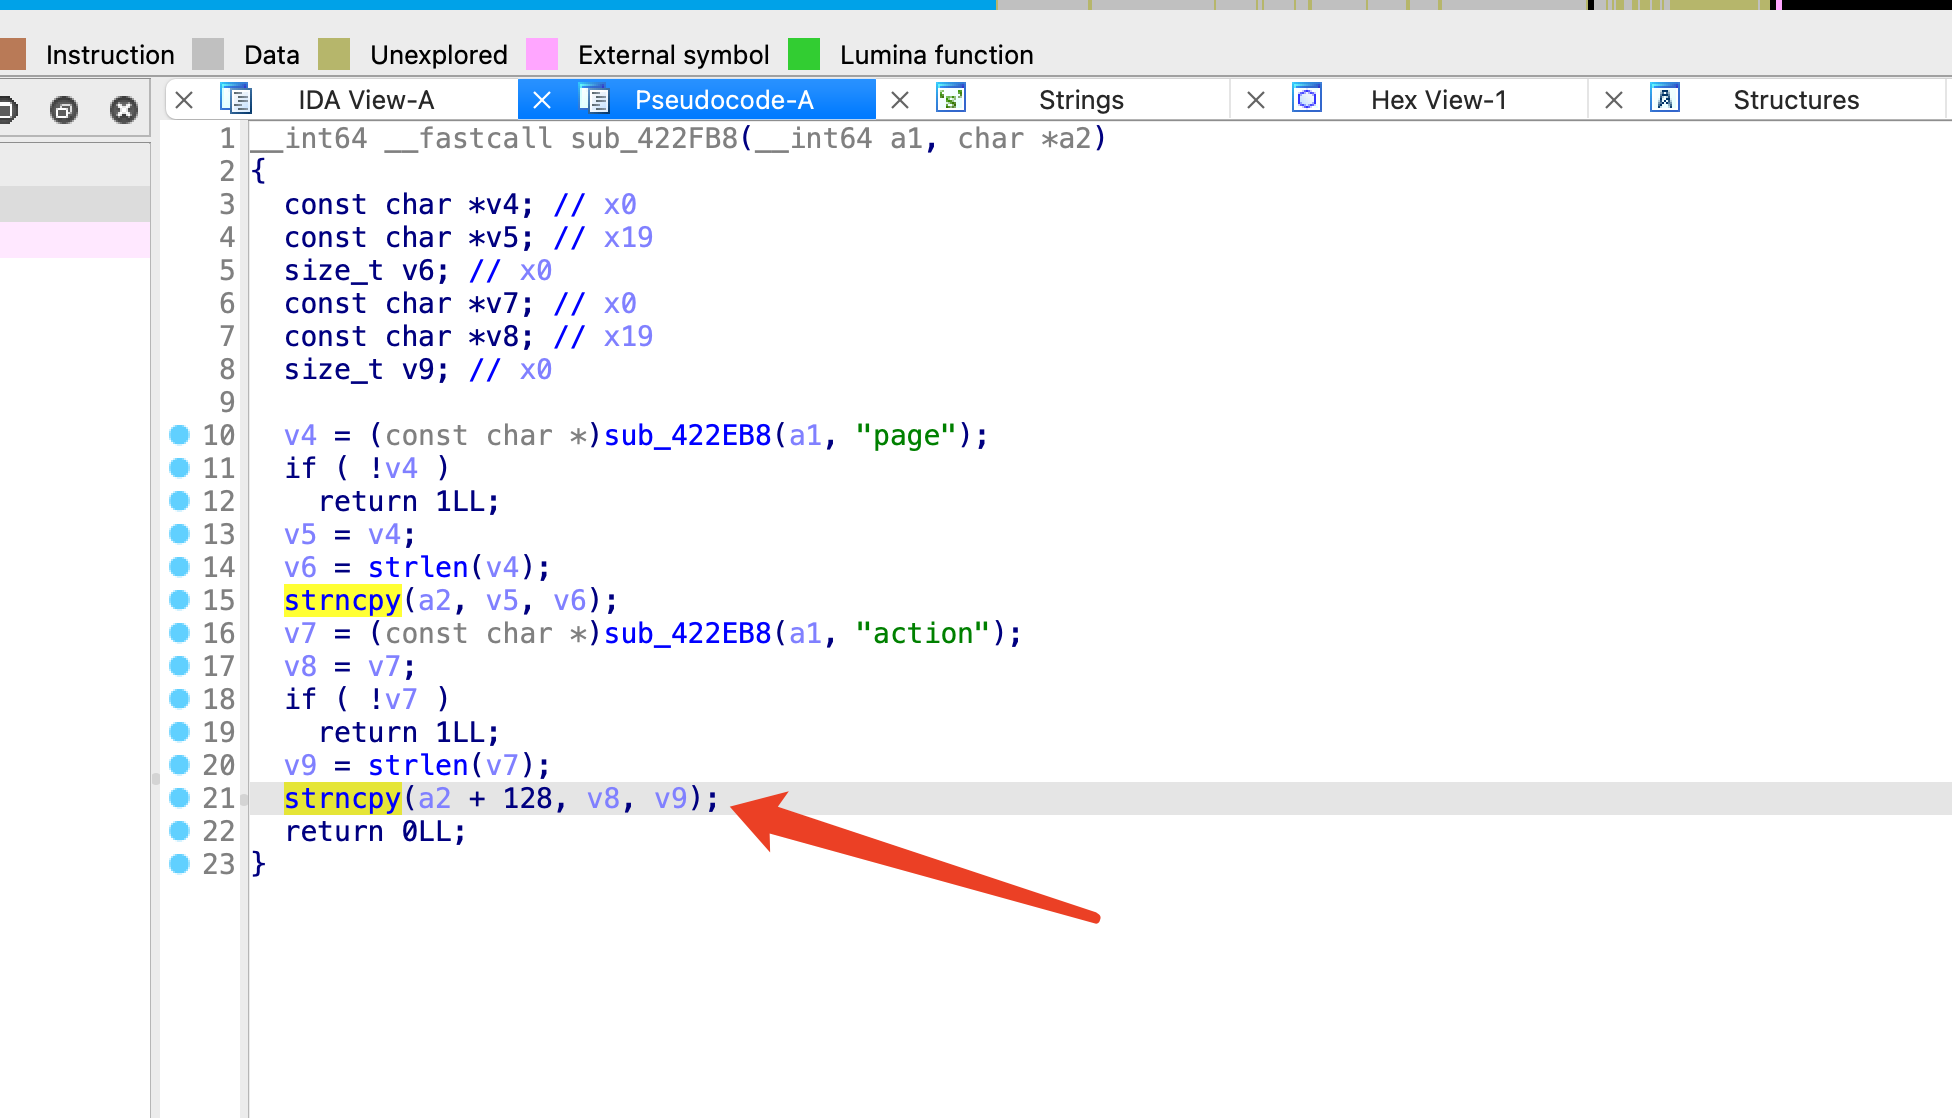 Instruction Data Unexplored External symbol Lumina function
IDA View-A Pseudocode-A 's' Strings Hex View-1 A Structures
1 __int64 __fastcall sub_422FB8(__int64 a1, char *a2)
2 {
3 const char *v4; // x0
4 const char *v5; // x19
5 size_t v6; // x0
6 const char *v7; // x0
7 const char *v8; // x19
8 size_t v9; // x0
9
10 v4 = (const char *)sub_422EB8(a1, "page");
11 if ( !v4 )
12 return 1LL;
13 v5 = v4;
14 v6 = strlen(v4);
15 strncpy(a2, v5, v6);
16 v7 = (const char *)sub_422EB8(a1, "action");
17 v8 = v7;
18 if ( !v7 )
19 return 1LL;
20 v9 = strlen(v7);
21 strncpy(a2 + 128, v8, v9);
22 return 0LL;
23 }